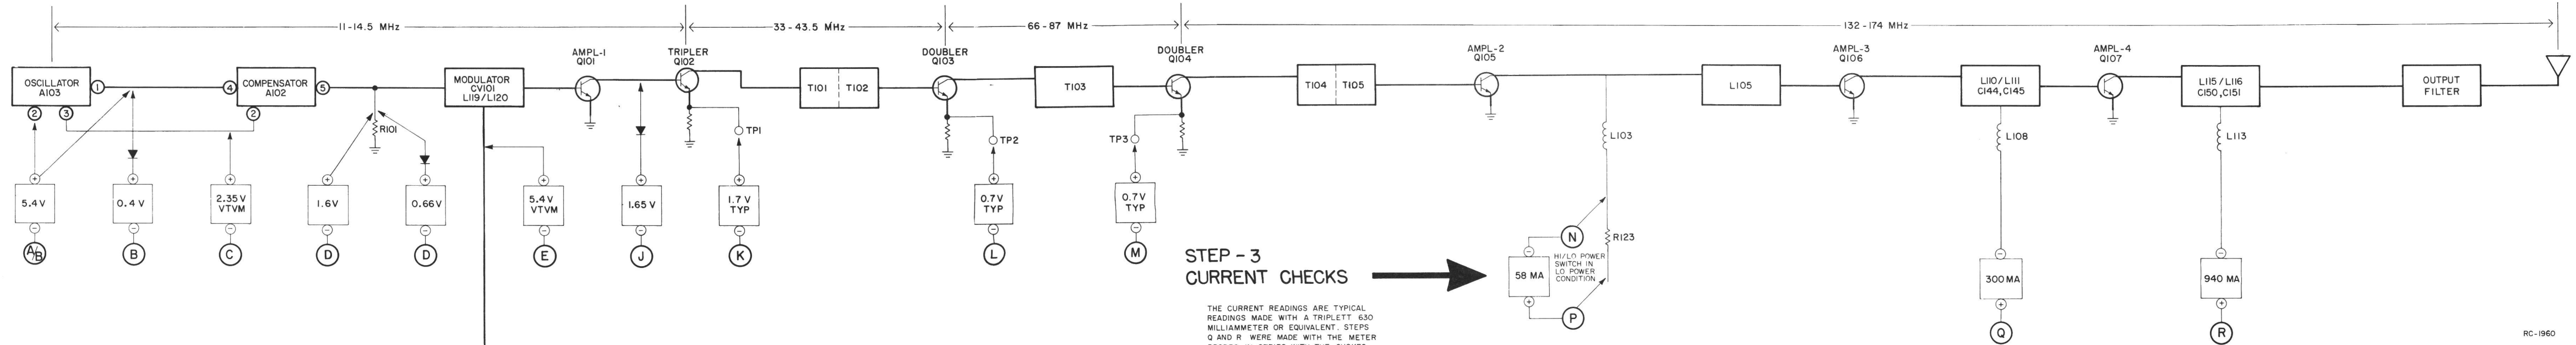 11-14.5 MHz
33-43.5 MHz
66-87 MHz
132-174 MHz
OSCILLATOR
A103
1
2
3
4
COMPENSATOR
A102
5
2
R101
MODULATOR
CV101
L119/L120
AMPL-1
Q101
TRIPLER
Q102
TP1
T101
T102
DOUBLER
Q103
TP2
T103
DOUBLER
Q104
TP3
T104
T105
AMPL-2
Q105
L103
R123
L105
AMPL-3
Q106
L110/L111
C144,C145
L108
AMPL-4
Q107
L115/L116
C150,C151
L113
OUTPUT
FILTER
+
5.4 V
-
A/B
+
0.4 V
-
B
+
2.35 V
VTVM
-
C
+
1.6V
-
D
+
0.66V
-
D
+
5.4 V
VTVM
-
E
+
1.65 V
-
J
+
1.7 V
TYP
-
K
+
0.7V
TYP
-
L
+
0.7V
TYP
-
M
STEP - 3
CURRENT CHECKS
THE CURRENT READINGS ARE TYPICAL
READINGS MADE WITH A TRIPLETT 630
MILLIAMMETER OR EQUIVALENT. STEPS
Q AND R WERE MADE WITH THE METER
N
-
58 MA
+
P
HI/LO POWER
SWITCH IN
LO POWER
CONDITION
-
300 MA
+
Q
-
940 MA
+
R
RC-1960